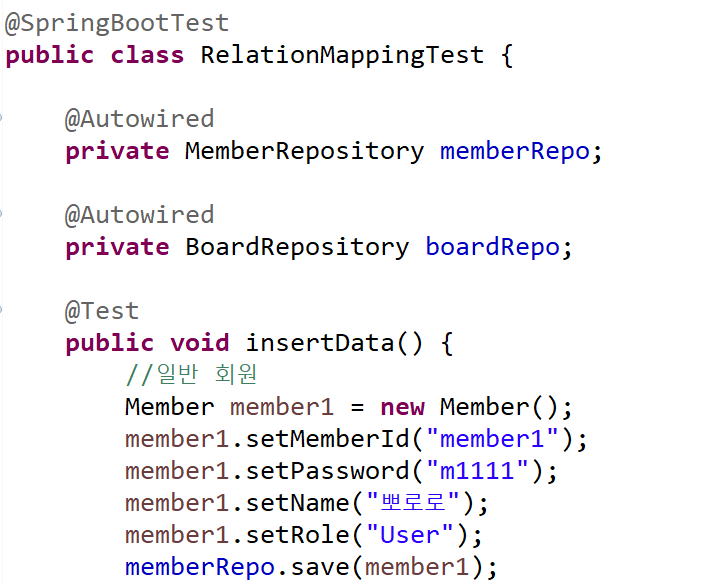 @SpringBootTest
public class RelationMappingTest {
@Autowired
private MemberRepository memberRepo;
@Autowired
private BoardRepository boardRepo;
@Test
public void insertData() {
//일반 회원
Member member1 = new Member();
member1.setMemberId("member1");
member1.setPassword("m1111");
member1.setName("뽀로로");
member1.setRole("User");
memberRepo.save(member1);